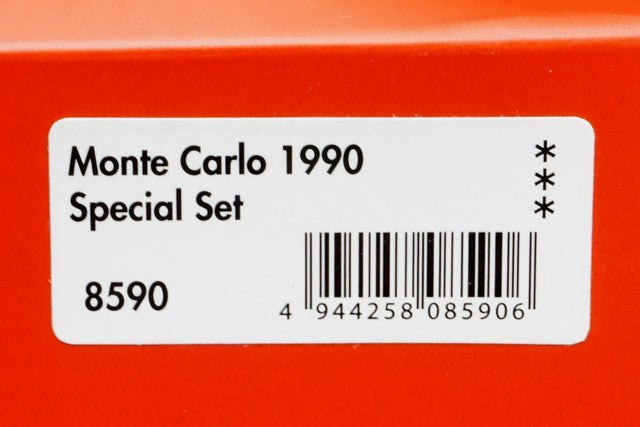 Monte Carlo 1990
Special Set
***
8590
4 944258 085906